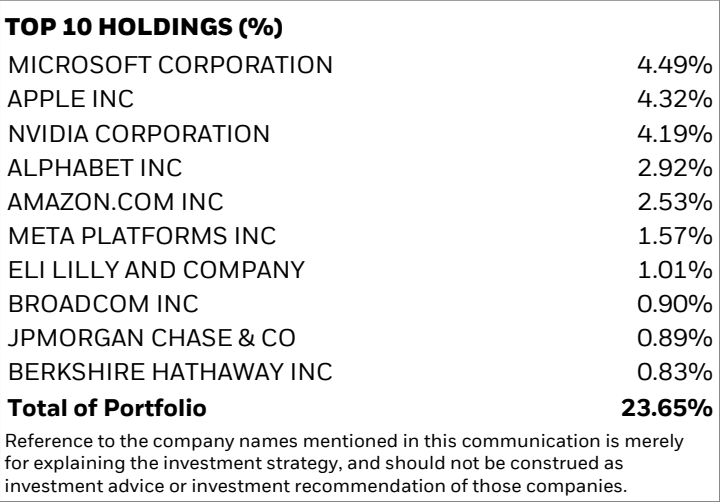 TOP 10 HOLDINGS (%)
MICROSOFT CORPORATION 4.49%
APPLE INC 4.32%
NVIDIA CORPORATION 4.19%
ALPHABET INC 2.92%
AMAZON.COM INC 2.53%
META PLATFORMS INC 1.57%
ELI LILLY AND COMPANY 1.01%
BROADCOM INC 0.90%
JPMORGAN CHASE & CO 0.89%
BERKSHIRE HATHAWAY INC 0.83%
Total of Portfolio 23.65%
Reference to the company names mentioned in this communication is merely
for explaining the investment strategy, and should not be construed as
investment advice or investment recommendation of those companies.